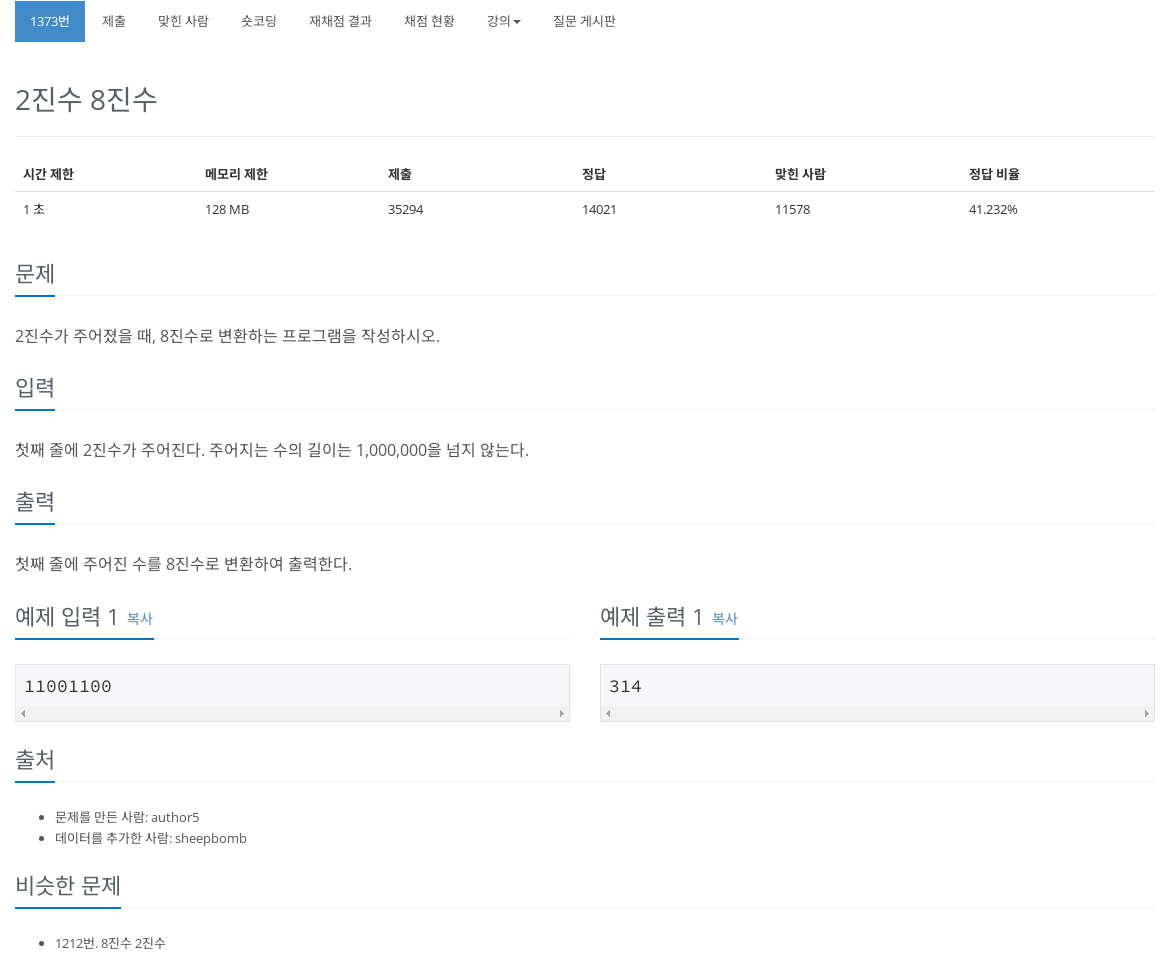 1373번 제출 맞힌 사람 숏코딩 재채점 결과 채점 현황 강의 질문 게시판
2진수 8진수
시간 제한 메모리 제한 제출 정답 맞힌 사람 정답 비율
1 초 128 MB 35294 14021 11578 41.232%
문제
2진수가 주어졌을 때, 8진수로 변환하는 프로그램을 작성하시오.
입력
첫째 줄에 2진수가 주어진다. 주어지는 수의 길이는 1,000,000을 넘지 않는다.
출력
첫째 줄에 주어진 수를 8진수로 변환하여 출력한다.
예제 입력 1 복사
11001100
예제 출력 1 복사
314
출처
문제를 만든 사람: author5
데이터를 추가한 사람: sheepbomb
비슷한 문제
1212번. 8진수 2진수